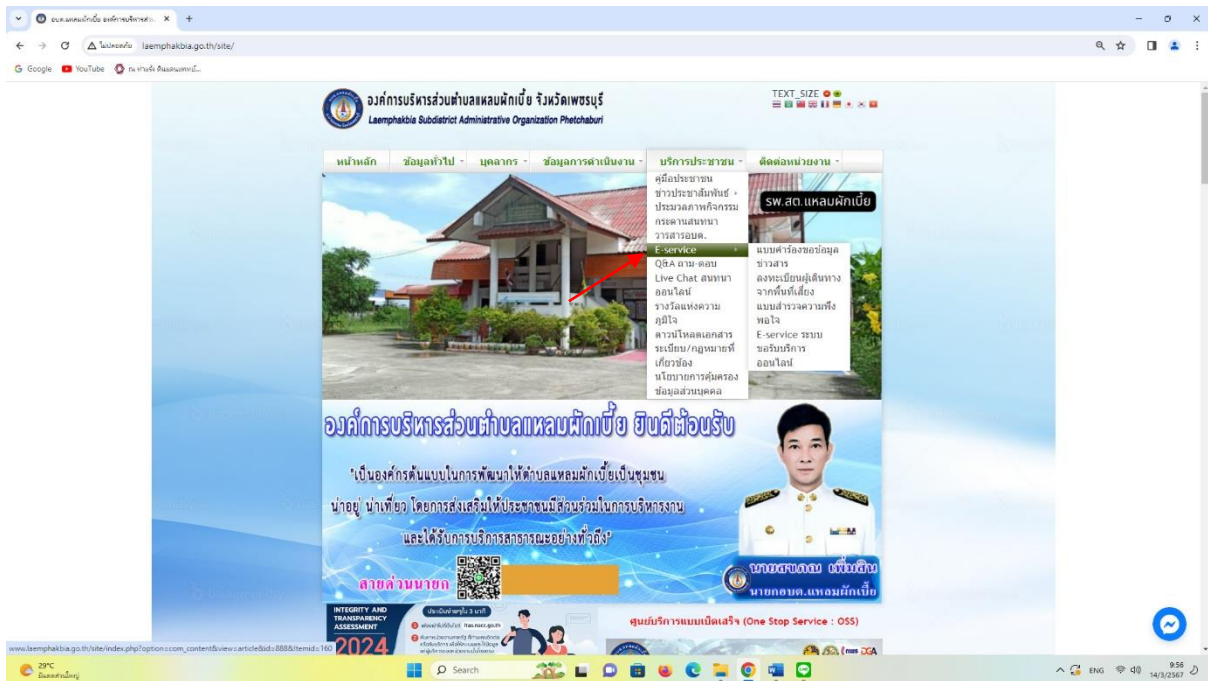 อบต.แหลมผักเบี้ย องค์การบริหารส่ว
ไม่ปลอดภัย laemphakbia.go.th/site/
Google YouTube
องค์การบริหารส่วนตำบลแหลมผักเบี้ย จังหวัดเพชรบุรี
Laemphakbia Subdistrict Administrative Organization Phetchaburi
TEXT_SIZE
หน้าหลัก ข้อมูลทั่วไป บุคลากร ข้อมูลการดำเนินงาน บริการประชาชน ติดต่อหน่วยงาน
คู่มือประชาชน
ข่าวประชาสัมพันธ์
ประมวลภาพกิจกรรม
กระดานสนทนา
วารสารอบต.
E-service
Q&A ถาม-ตอบ
Live Chat สนทนา
ออนไลน์
รางวัลแห่งความ
ภูมิใจ
ดาวน์โหลดเอกสาร
ระเบียบ/กฎหมายที่
เกี่ยวข้อง
นโยบายการคุ้มครอง
ข้อมูลส่วนบุคคล
รพ.สต.แหลมผักเบี้ย
แบบคำร้องขอข้อมูล
ข่าวสาร
ลงทะเบียนผู้เดินทาง
จากพื้นที่เสี่ยง
แบบสำรวจความพึง
พอใจ
E-service ระบบ
ขอรับบริการ
ออนไลน์
องค์การบริหารส่วนตำบลแหลมผักเบี้ย ยินดีต้อนรับ
"เป็นองค์กรต้นแบบในการพัฒนาให้ตำบลแหลมผักเบี้ยเป็นชุมชน
น่าอยู่ น่าเที่ยว โดยการส่งเสริมให้ประชาชนมีส่วนร่วมในการบริหารงาน
และได้รับการบริการสาธารณะอย่างทั่วถึง"
สายด่วนนายก
นายกอบต.แหลมผักเบี้ย
INTEGRITY AND
TRANSPARENCY
ASSESSMENT
2024
ประเมินง่ายๆใน 3 นาที
itas.nacc.go.th
ศูนย์บริการแบบเบ็ดเสร็จ (One Stop Service : OSS)
DGA
www.laemphakbia.go.th/site/index.php?option=com_content&view=article&id=888&Itemid=160
29°C
มีแดดส่วนใหญ่
Search
ENG
9:56
14/3/2567